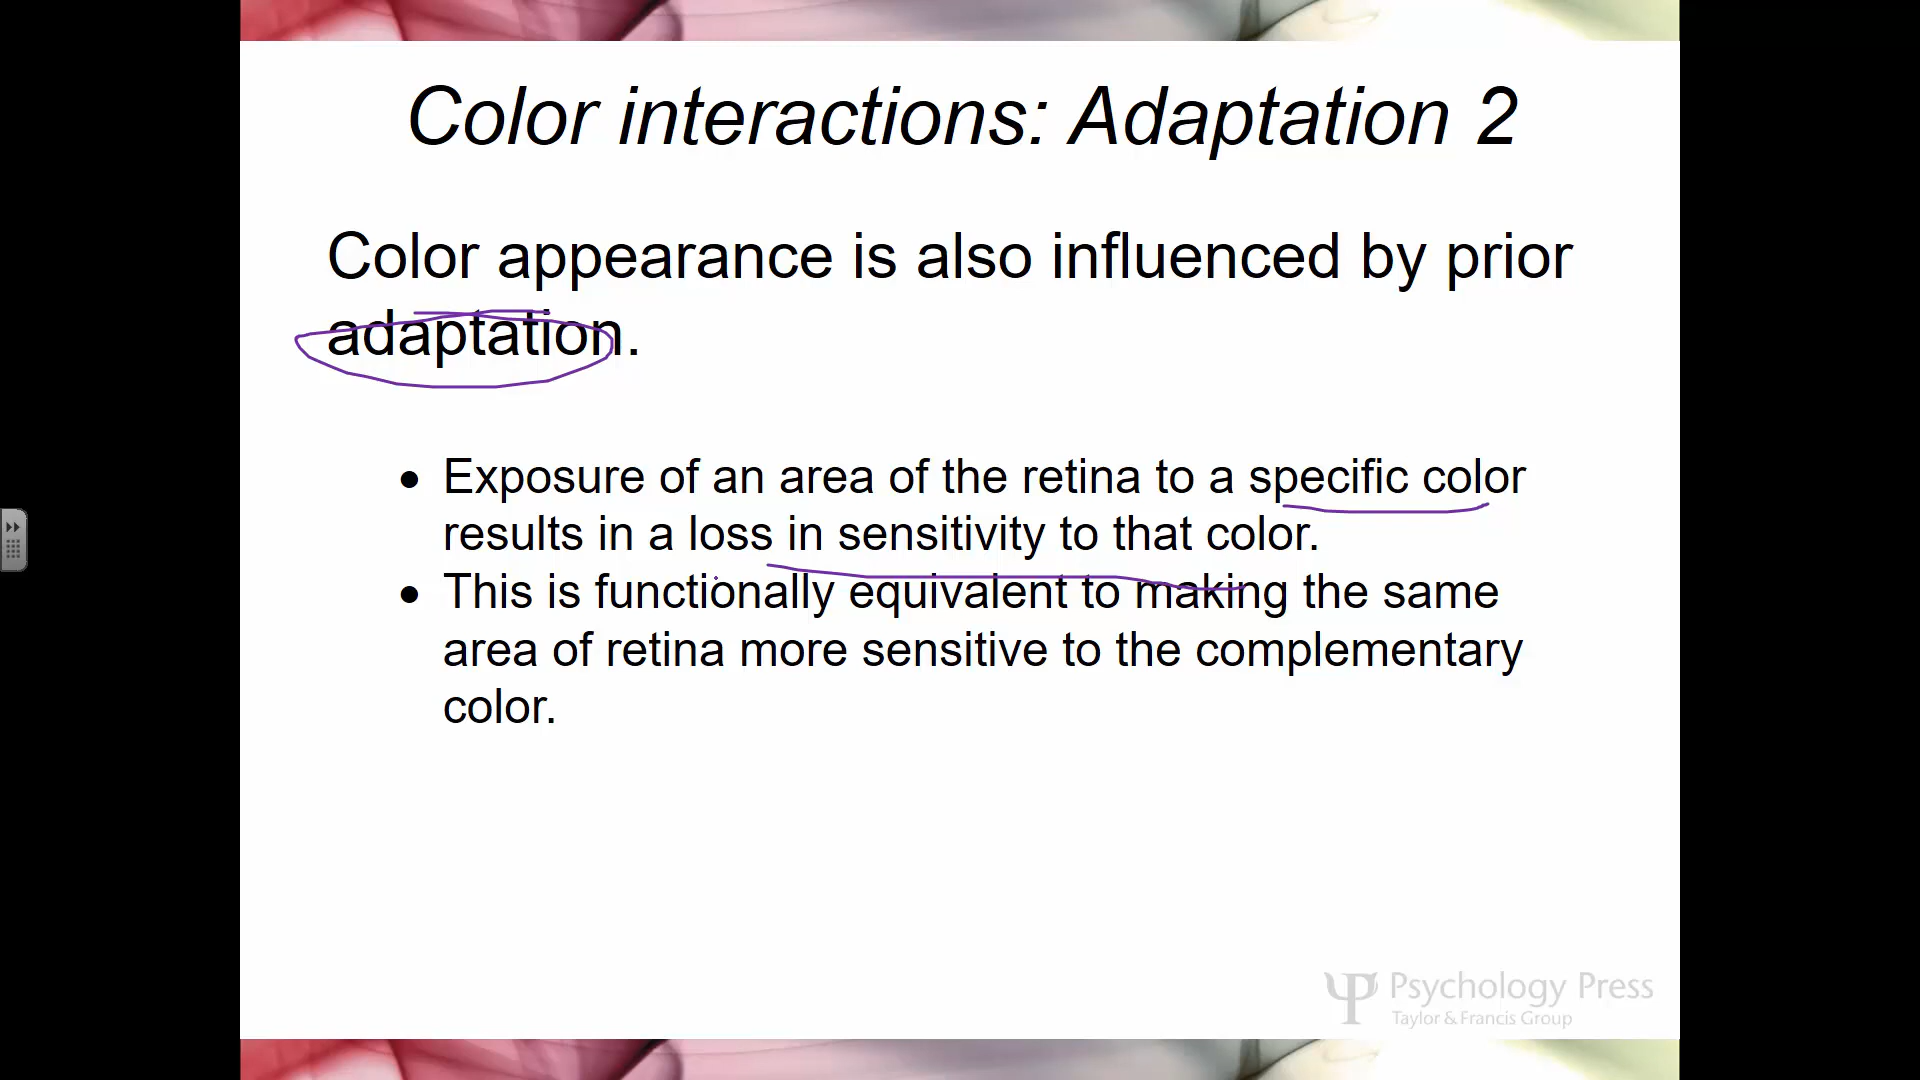 Color interactions: Adaptation 2
Color appearance is also influenced by prior
adaptation.
• Exposure of an area of the retina to a specific color
results in a loss in sensitivity to that color.
• This is functionally equivalent to making the same
area of retina more sensitive to the complementary
color.
Psychology Press
Taylor & Francis Group